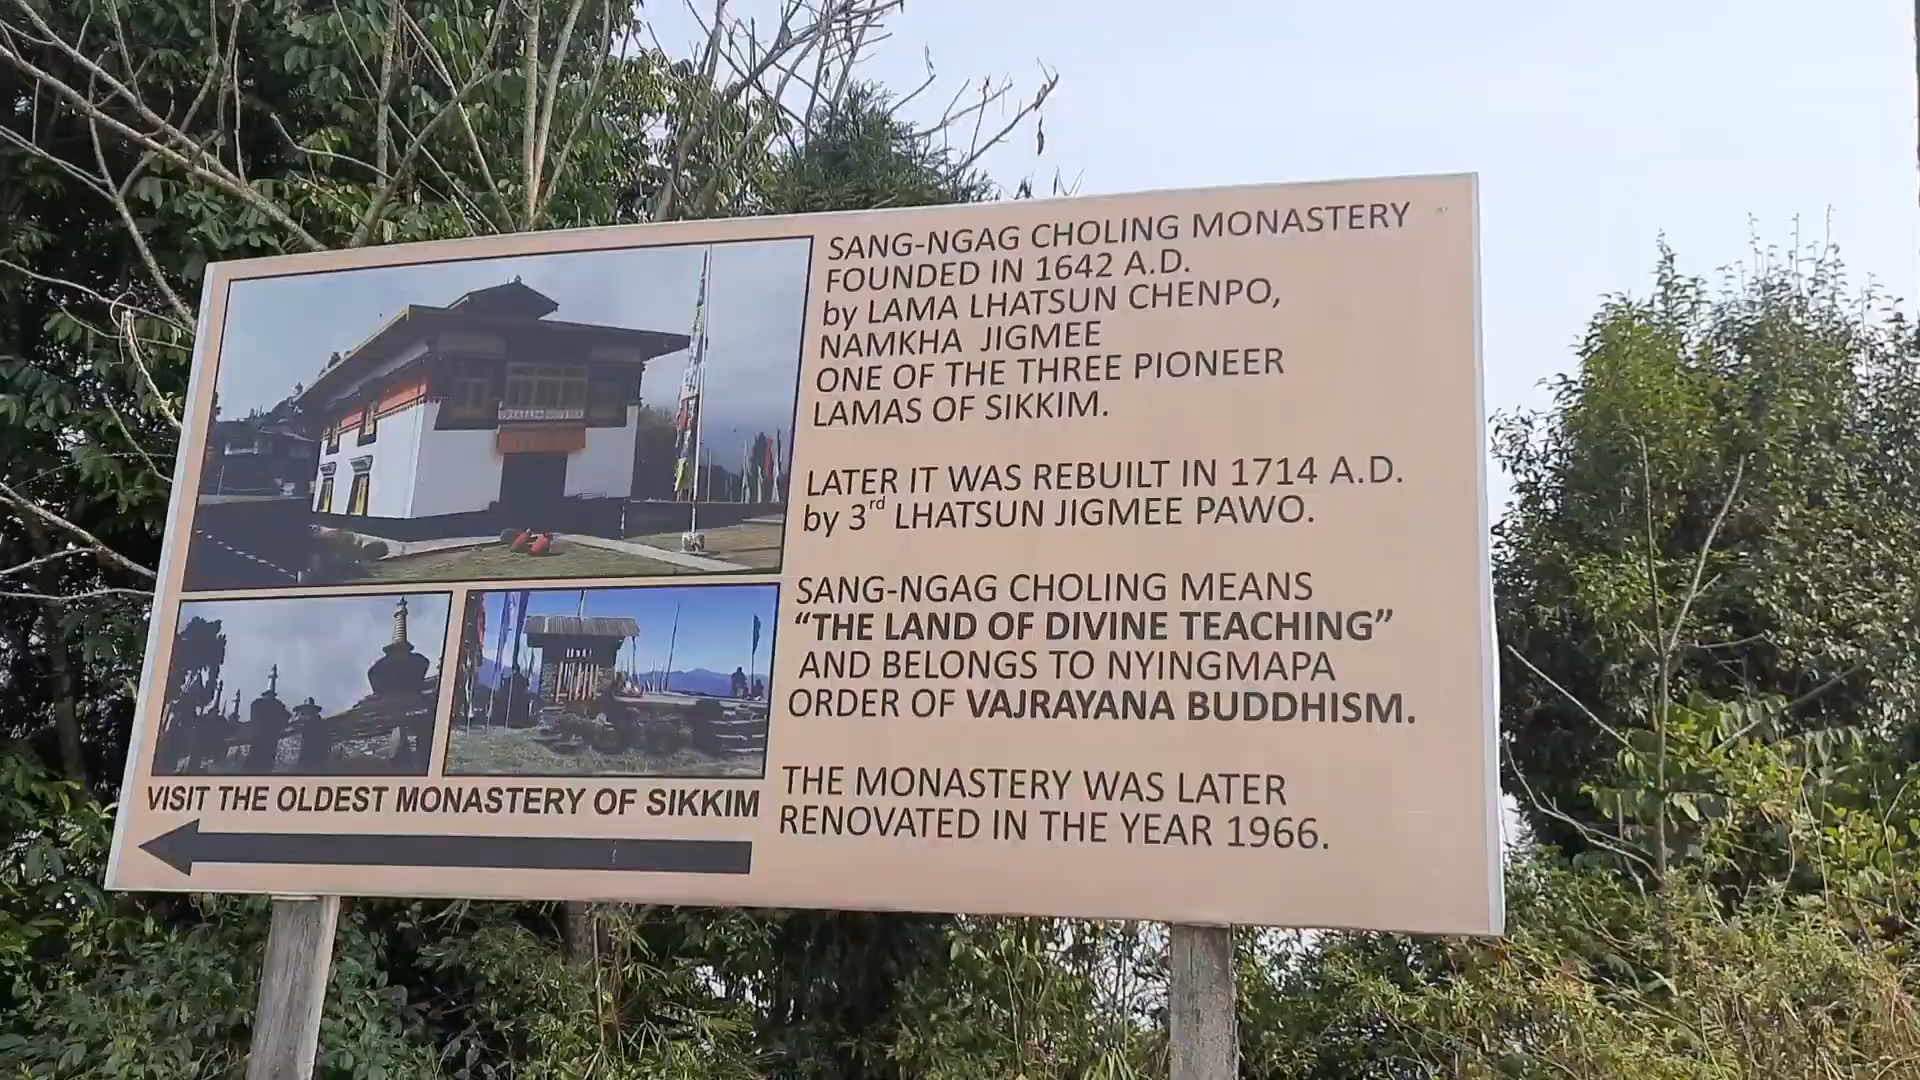 SANG-NGAG CHOLING MONASTERY
FOUNDED IN 1642 A.D.
by LAMA LHATSUN CHENPO,
NAMKHA JIGMEE
ONE OF THE THREE PIONEER
LAMAS OF SIKKIM.
LATER IT WAS REBUILT IN 1714 A.D.
by 3rd LHATSUN JIGMEE PAWO.
SANG-NGAG CHOLING MEANS
“THE LAND OF DIVINE TEACHING”
AND BELONGS TO NYINGMAPA
ORDER OF VAJRAYANA BUDDHISM.
THE MONASTERY WAS LATER
RENOVATED IN THE YEAR 1966.
VISIT THE OLDEST MONASTERY OF SIKKIM